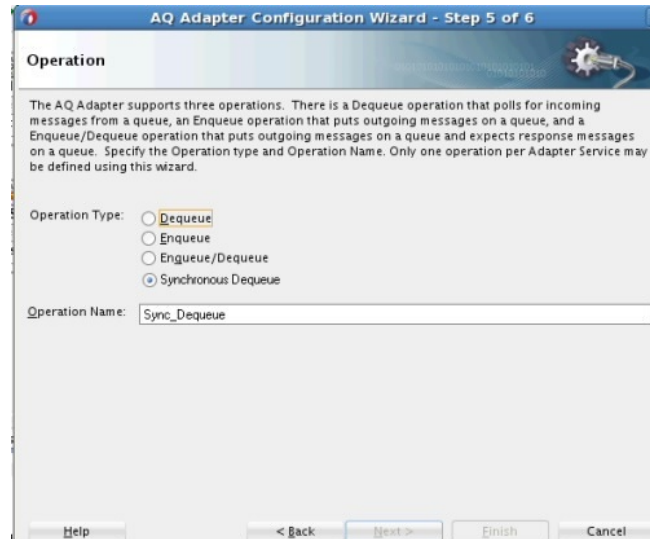 AQ Adapter Configuration Wizard - Step 5 of 6
Operation
The AQ Adapter supports three operations. There is a Dequeue operation that polls for incoming
messages from a queue, an Enqueue operation that puts outgoing messages on a queue, and a
Enqueue/Dequeue operation that puts outgoing messages on a queue and expects response messages
on a queue. Specify the Operation type and Operation Name. Only one operation per Adapter Service may
be defined using this wizard.
Operation Type:
Dequeue
Enqueue
Enqueue/Dequeue
Synchronous Dequeue
Operation Name: Sync_Dequeue
Help < Back Next > Finish Cancel